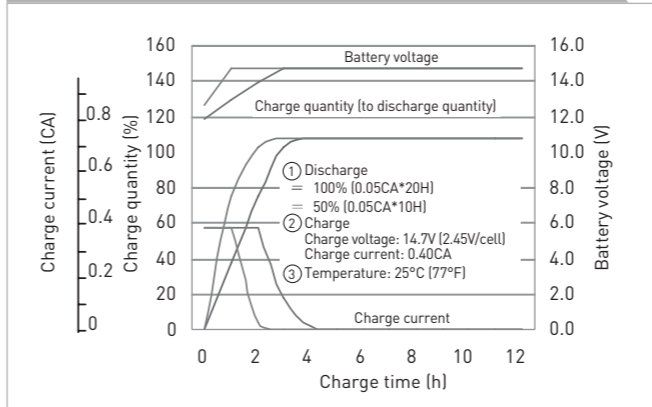 160
140
120
100
80
60
40
20
0
0.8
0.6
0.4
0.2
0
Charge current (CA)
Charge quantity (%)
16.0
14.0
12.0
10.0
8.0
6.0
4.0
2.0
0.0
Battery voltage (V)
Battery voltage
Charge quantity (to discharge quantity)
① Discharge
= 100% (0.05CA*20H)
= 50% (0.05CA*10H)
② Charge
Charge voltage: 14.7V (2.45V/cell)
Charge current: 0.40CA
③ Temperature: 25°C (77°F)
Charge current
0 2 4 6 8 10 12
Charge time (h)